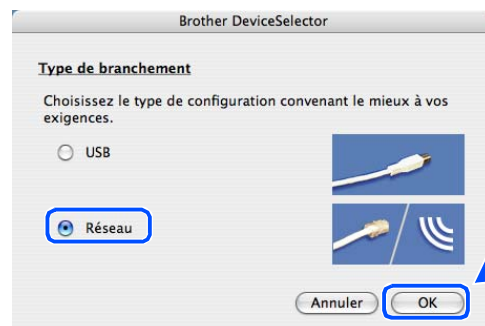 Brother DeviceSelector
Type de branchement
Choisissez le type de configuration convenant le mieux à vos
exigences.
USB
Réseau
Annuler
OK